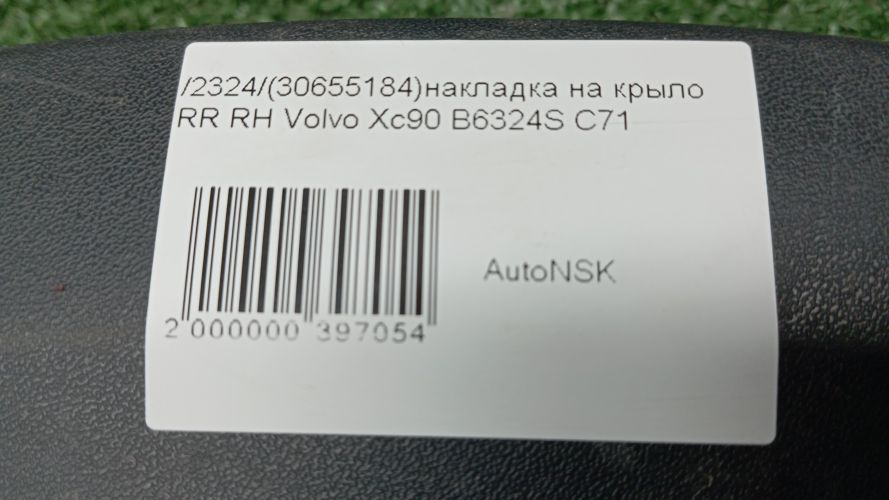 /2324/(30655184)накладка на крыло
RR RH Volvo Xc90 B6324S C71
AutoNSK
2 000000 397054